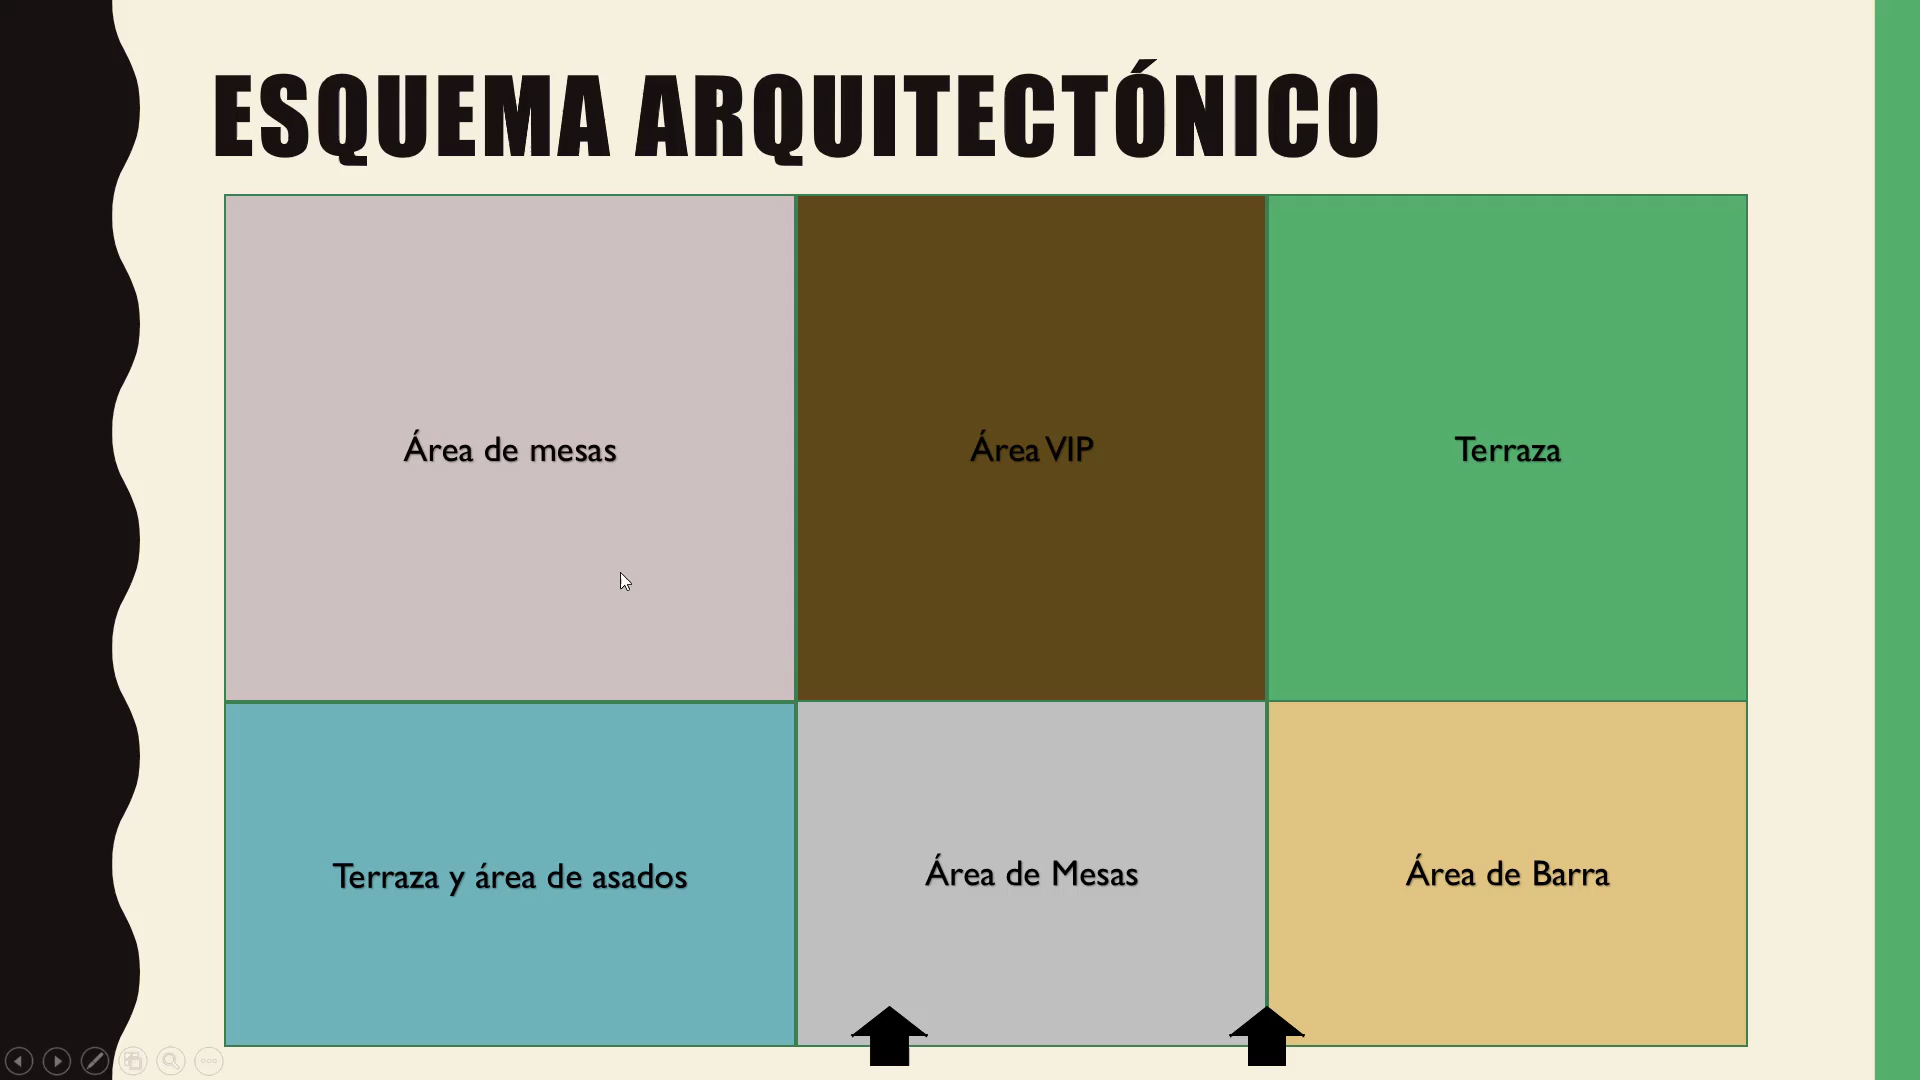 ESQUEMA ARQUITECTÓNICO
Área de mesas
Área VIP
Terraza
Terraza y área de asados
Área de Mesas
Área de Barra